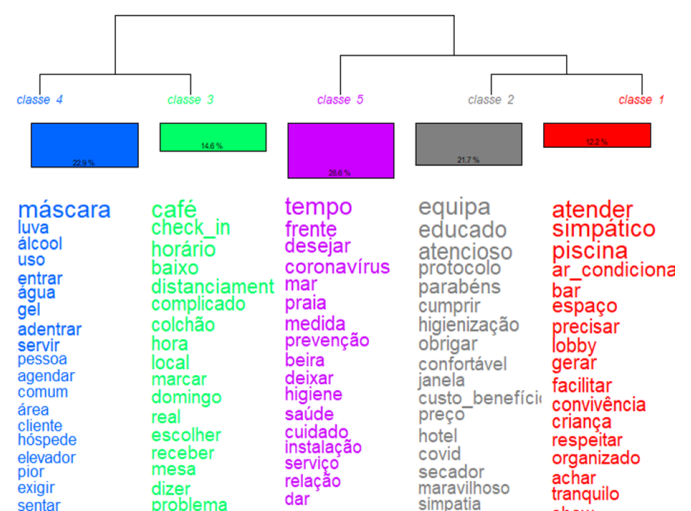 classe 4
classe 3
classe 5
classe 2
classe 1
22.9 %
14.6 %
28.6 %
21.7 %
12.2 %
máscara
luva
álcool
uso
entrar
água
gel
adentrar
servir
pessoa
agendar
comum
área
cliente
hóspede
elevador
pior
exigir
sentar
café
check_in
horário
baixo
distanciament
complicado
colchão
hora
local
marcar
domingo
real
escolher
receber
mesa
dizer
problema
tempo
frente
desejar
coronavírus
mar
praia
medida
prevenção
beira
deixar
higiene
saúde
cuidado
instalação
serviço
relação
dar
equipa
educado
atencioso
protocolo
parabéns
cumprir
higienização
obrigar
confortável
janela
custo_benefíci
preço
hotel
covid
secador
maravilhoso
simpatia
atender
simpático
piscina
ar_condiciona
bar
espaço
precisar
lobby
gerar
facilitar
convivência
criança
respeitar
organizado
achar
tranquilo